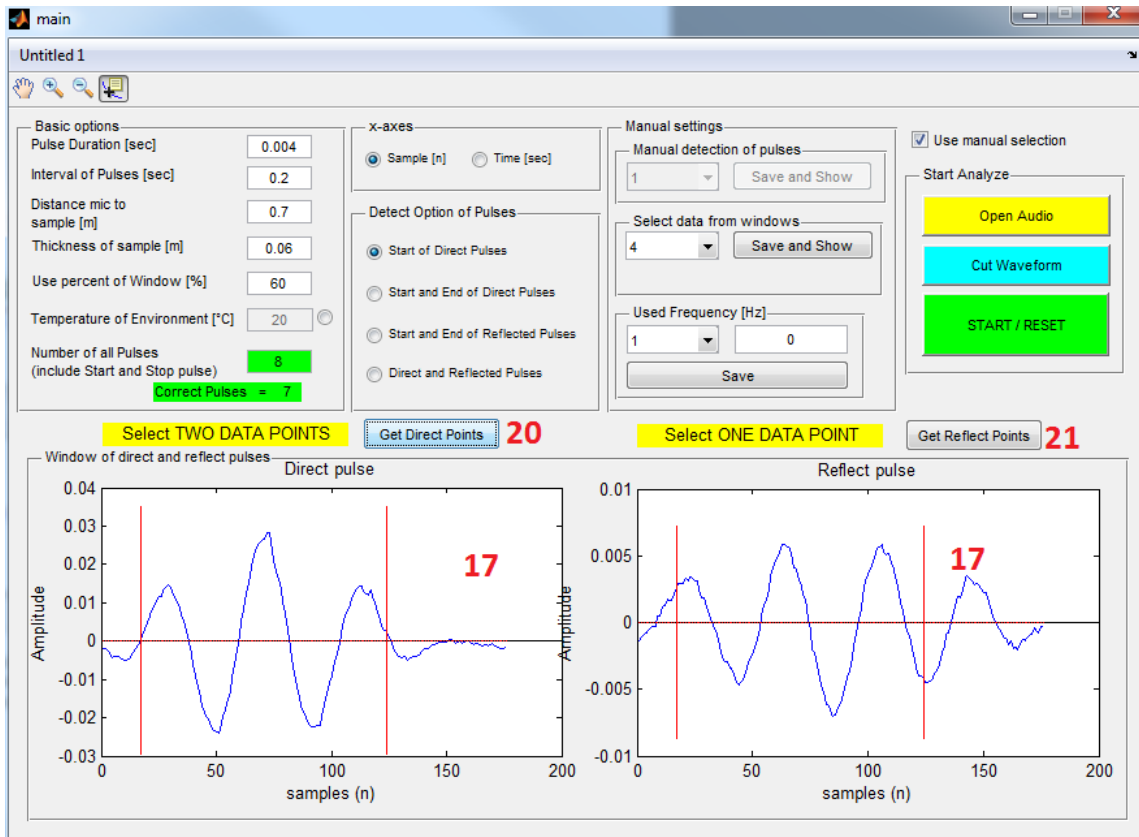 main
Untitled 1
Basic options
Pulse Duration [sec] 0.004
Interval of Pulses [sec] 0.2
Distance mic to
sample [m] 0.7
Thickness of sample [m] 0.06
Use percent of Window [%] 60
Temperature of Environment [°C] 20
Number of all Pulses
(include Start and Stop pulse) 8
Correct Pulses = 7
x-axes
Sample [n] Time [sec]
Detect Option of Pulses
Start of Direct Pulses
Start and End of Direct Pulses
Start and End of Reflected Pulses
Direct and Reflected Pulses
Manual settings
Manual detection of pulses
1 Save and Show
Select data from windows
4 Save and Show
Used Frequency [Hz]
1 0
Save
Use manual selection
Start Analyze
Open Audio
Cut Waveform
START / RESET
Select TWO DATA POINTS Get Direct Points 20
Select ONE DATA POINT Get Reflect Points 21
Window of direct and reflect pulses
Direct pulse
0.04
0.03
0.02
0.01
0
-0.01
-0.02
-0.03
Amplitude
17
0 50 100 150 200
samples (n)
Reflect pulse
0.01
0.005
0
-0.005
-0.01
Amplitude
17
0 50 100 150 200
samples (n)